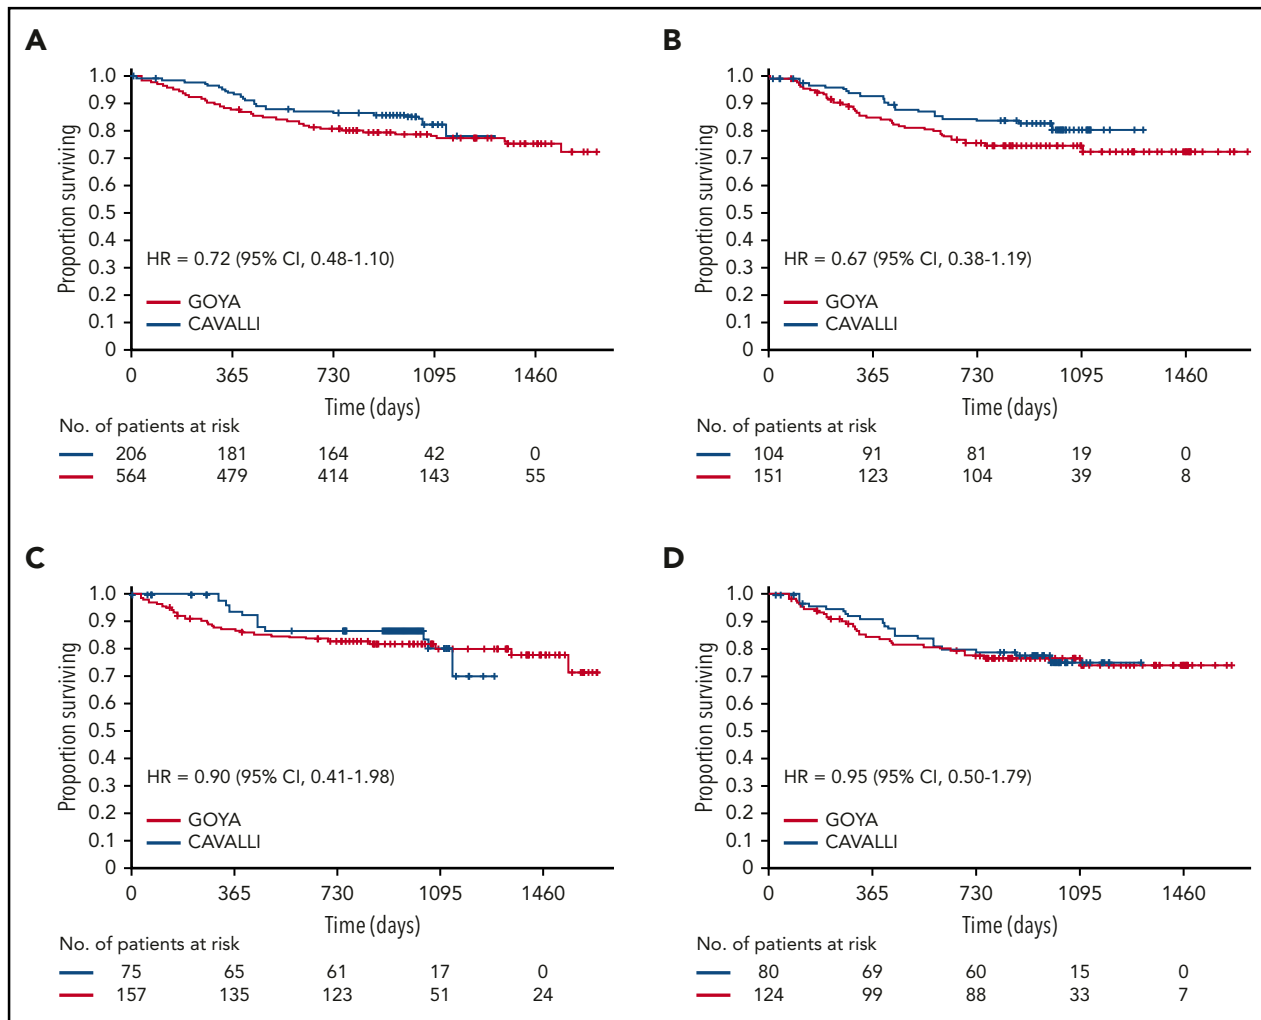 A
Proportion surviving
1.0
0.9
0.8
0.7
0.6
0.5
0.4
0.3
0.2
0.1
0
HR = 0.72 (95% CI, 0.48-1.10)
GOYA
CAVALLI
0 365 730 1095 1460
Time (days)
No. of patients at risk
206 181 164 42 0
564 479 414 143 55
B
Proportion surviving
1.0
0.9
0.8
0.7
0.6
0.5
0.4
0.3
0.2
0.1
0
HR = 0.67 (95% CI, 0.38-1.19)
GOYA
CAVALLI
0 365 730 1095 1460
Time (days)
No. of patients at risk
104 91 81 19 0
151 123 104 39 8
C
Proportion surviving
1.0
0.9
0.8
0.7
0.6
0.5
0.4
0.3
0.2
0.1
0
HR = 0.90 (95% CI, 0.41-1.98)
GOYA
CAVALLI
0 365 730 1095 1460
Time (days)
No. of patients at risk
75 65 61 17 0
157 135 123 51 24
D
Proportion surviving
1.0
0.9
0.8
0.7
0.6
0.5
0.4
0.3
0.2
0.1
0
HR = 0.95 (95% CI, 0.50-1.79)
GOYA
CAVALLI
0 365 730 1095 1460
Time (days)
No. of patients at risk
80 69 60 15 0
124 99 88 33 7